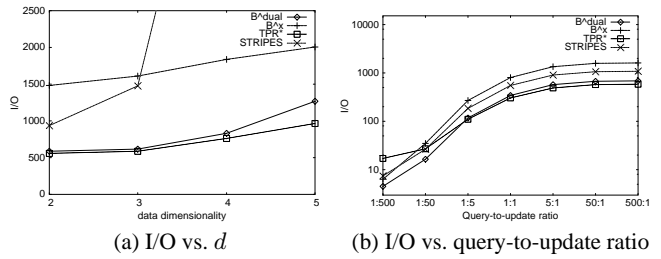 2500
2000
1500
1000
500
0
I/O
B^dual
B^x
TPR*
STRIPES
2
3
4
5
data dimensionality
(a) I/O vs. d
10000
1000
100
10
I/O
B^dual
B^x
TPR*
STRIPES
1:500
1:50
1:5
1:1
5:1
50:1
500:1
Query-to-update ratio
(b) I/O vs. query-to-update ratio